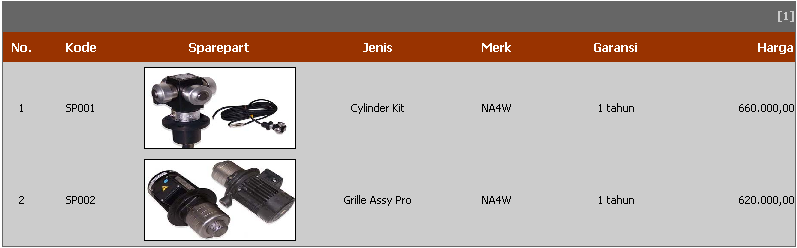 [1]
No. Kode Sparepart Jenis Merk Garansi Harga
1 SP001 Cylinder Kit NA4W 1 tahun 660.000,00
2 SP002 Grille Assy Pro NA4W 1 tahun 620.000,00